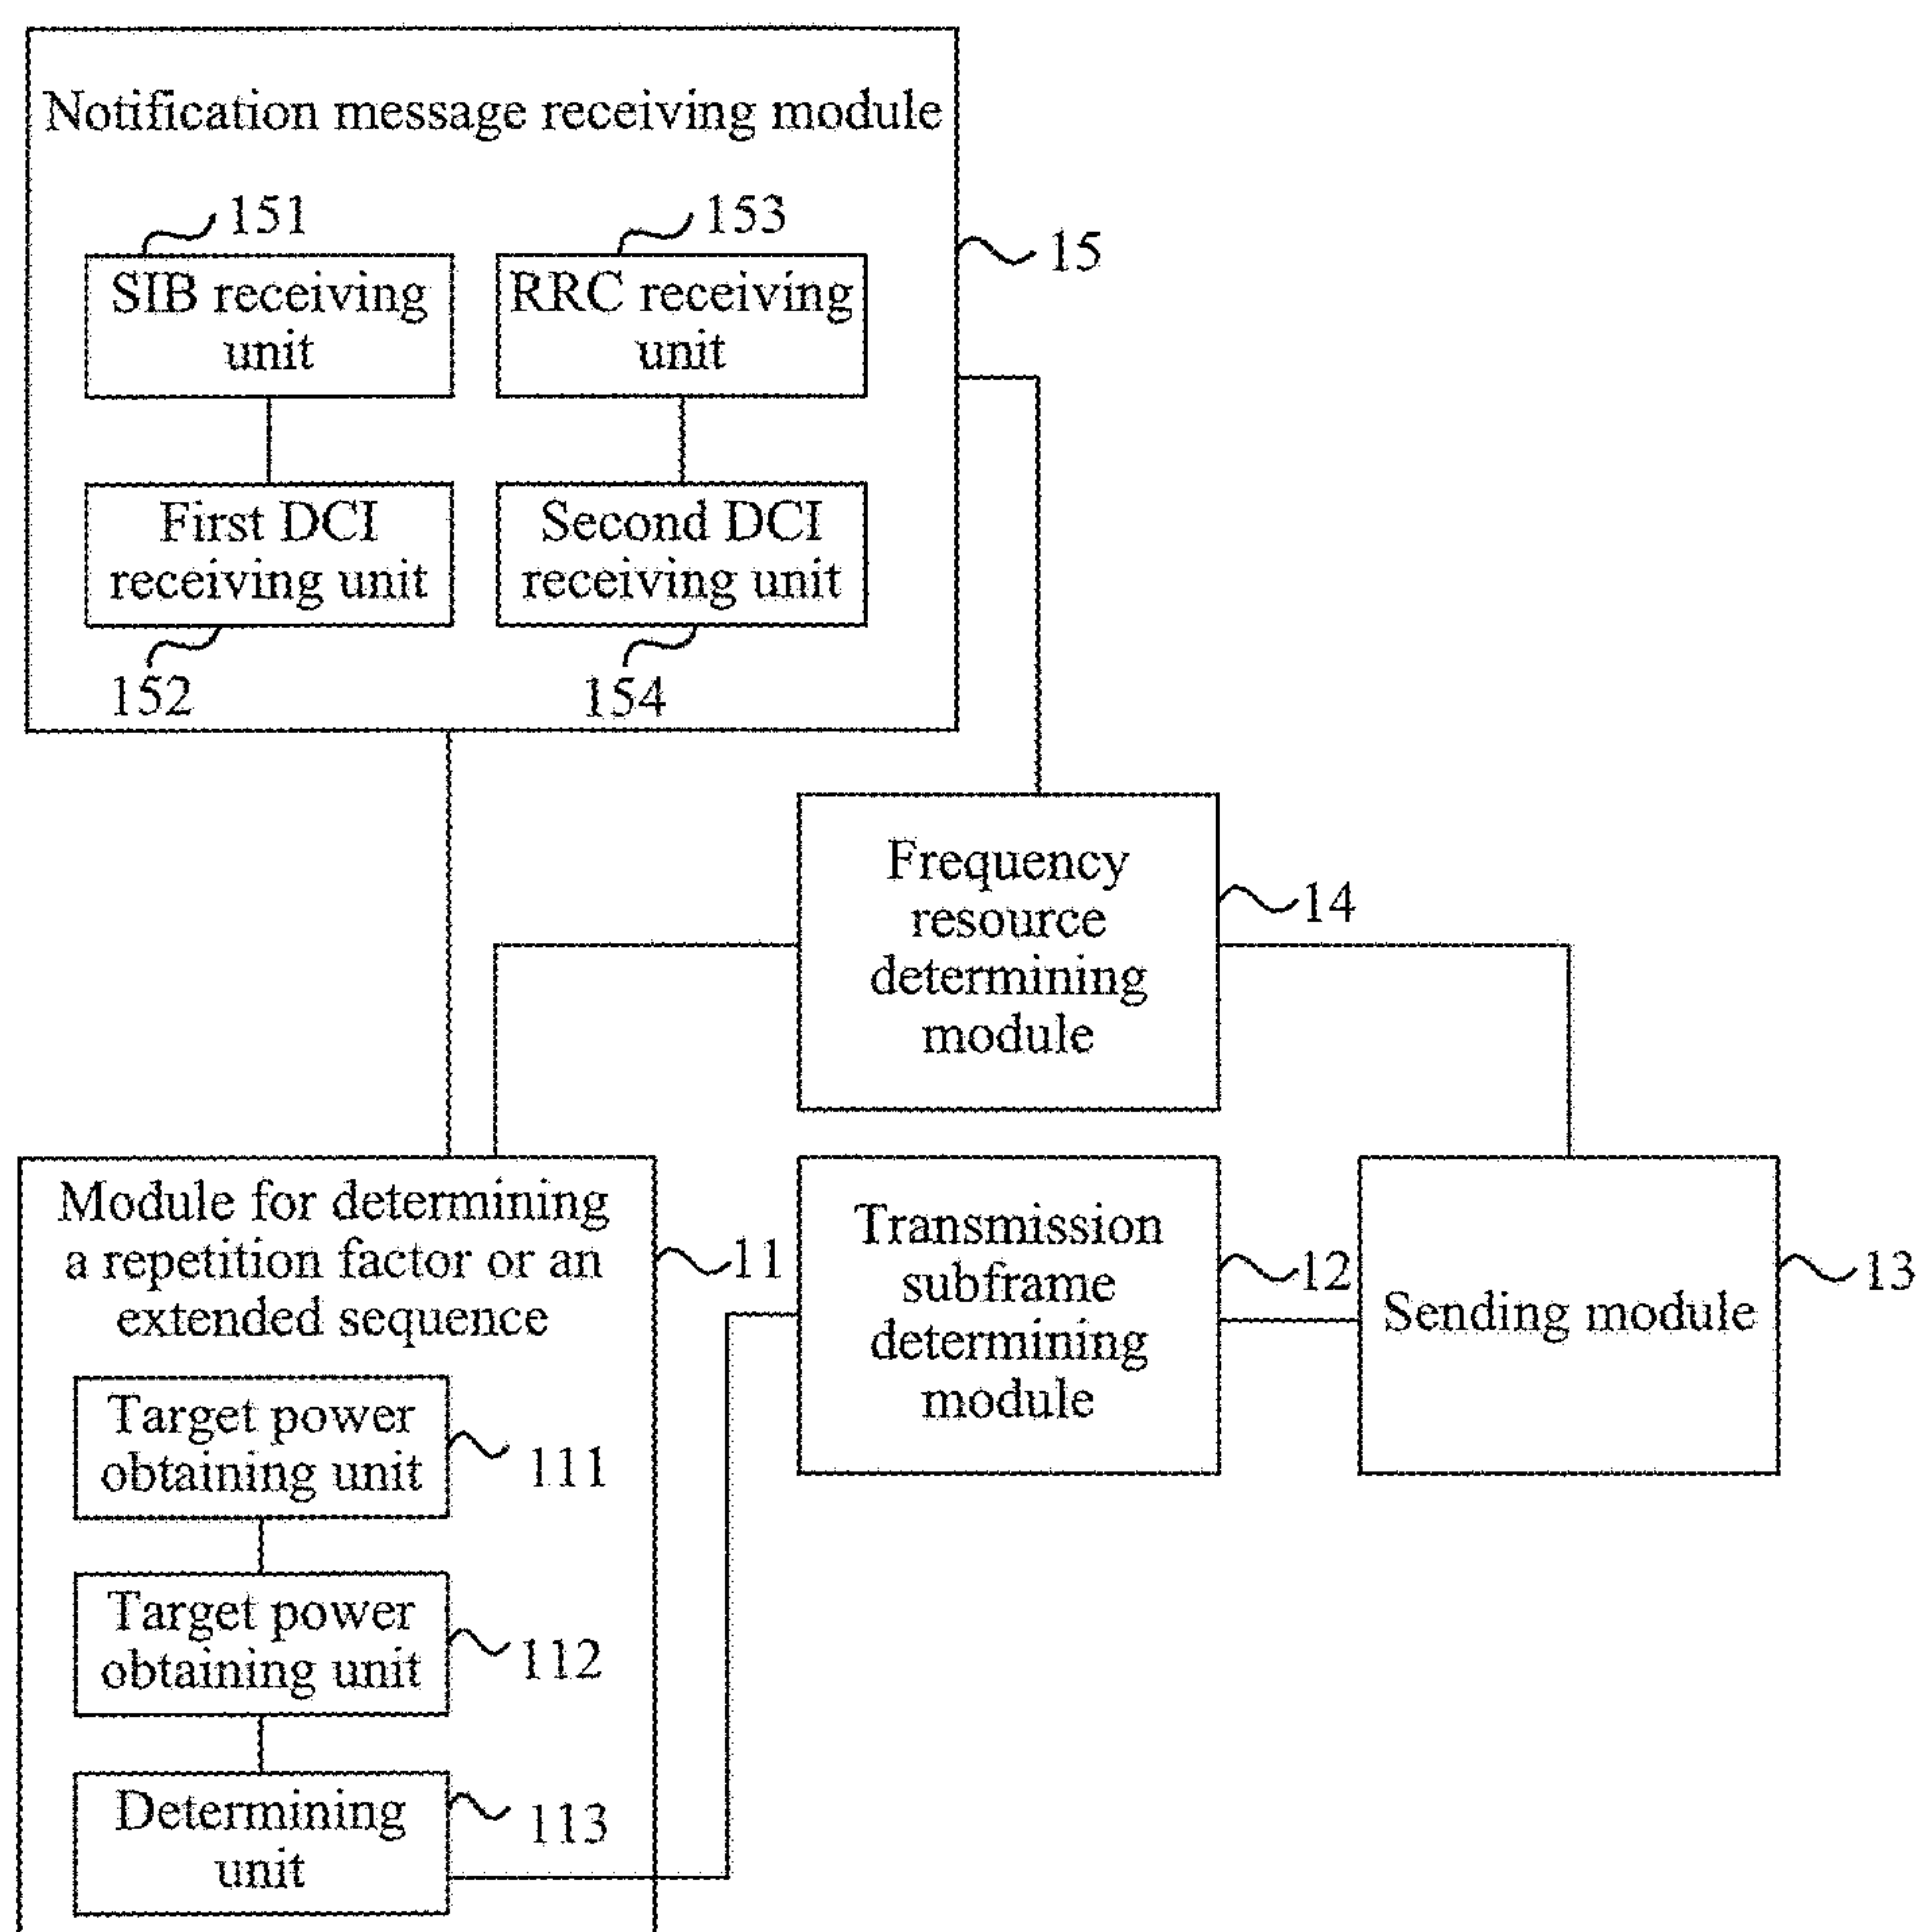 Notification message receiving module
151
153
15
SIB receiving
unit
RRC receiving
unit
First DCI
receiving unit
Second DCI
receiving unit
152
154
Frequency
resource
determining
module
14
Module for determining
a repetition factor or an
extended sequence
11
Transmission
subframe
determining
module
12
Sending module
13
Target power
obtaining unit
111
Target power
obtaining unit
112
Determining
unit
113